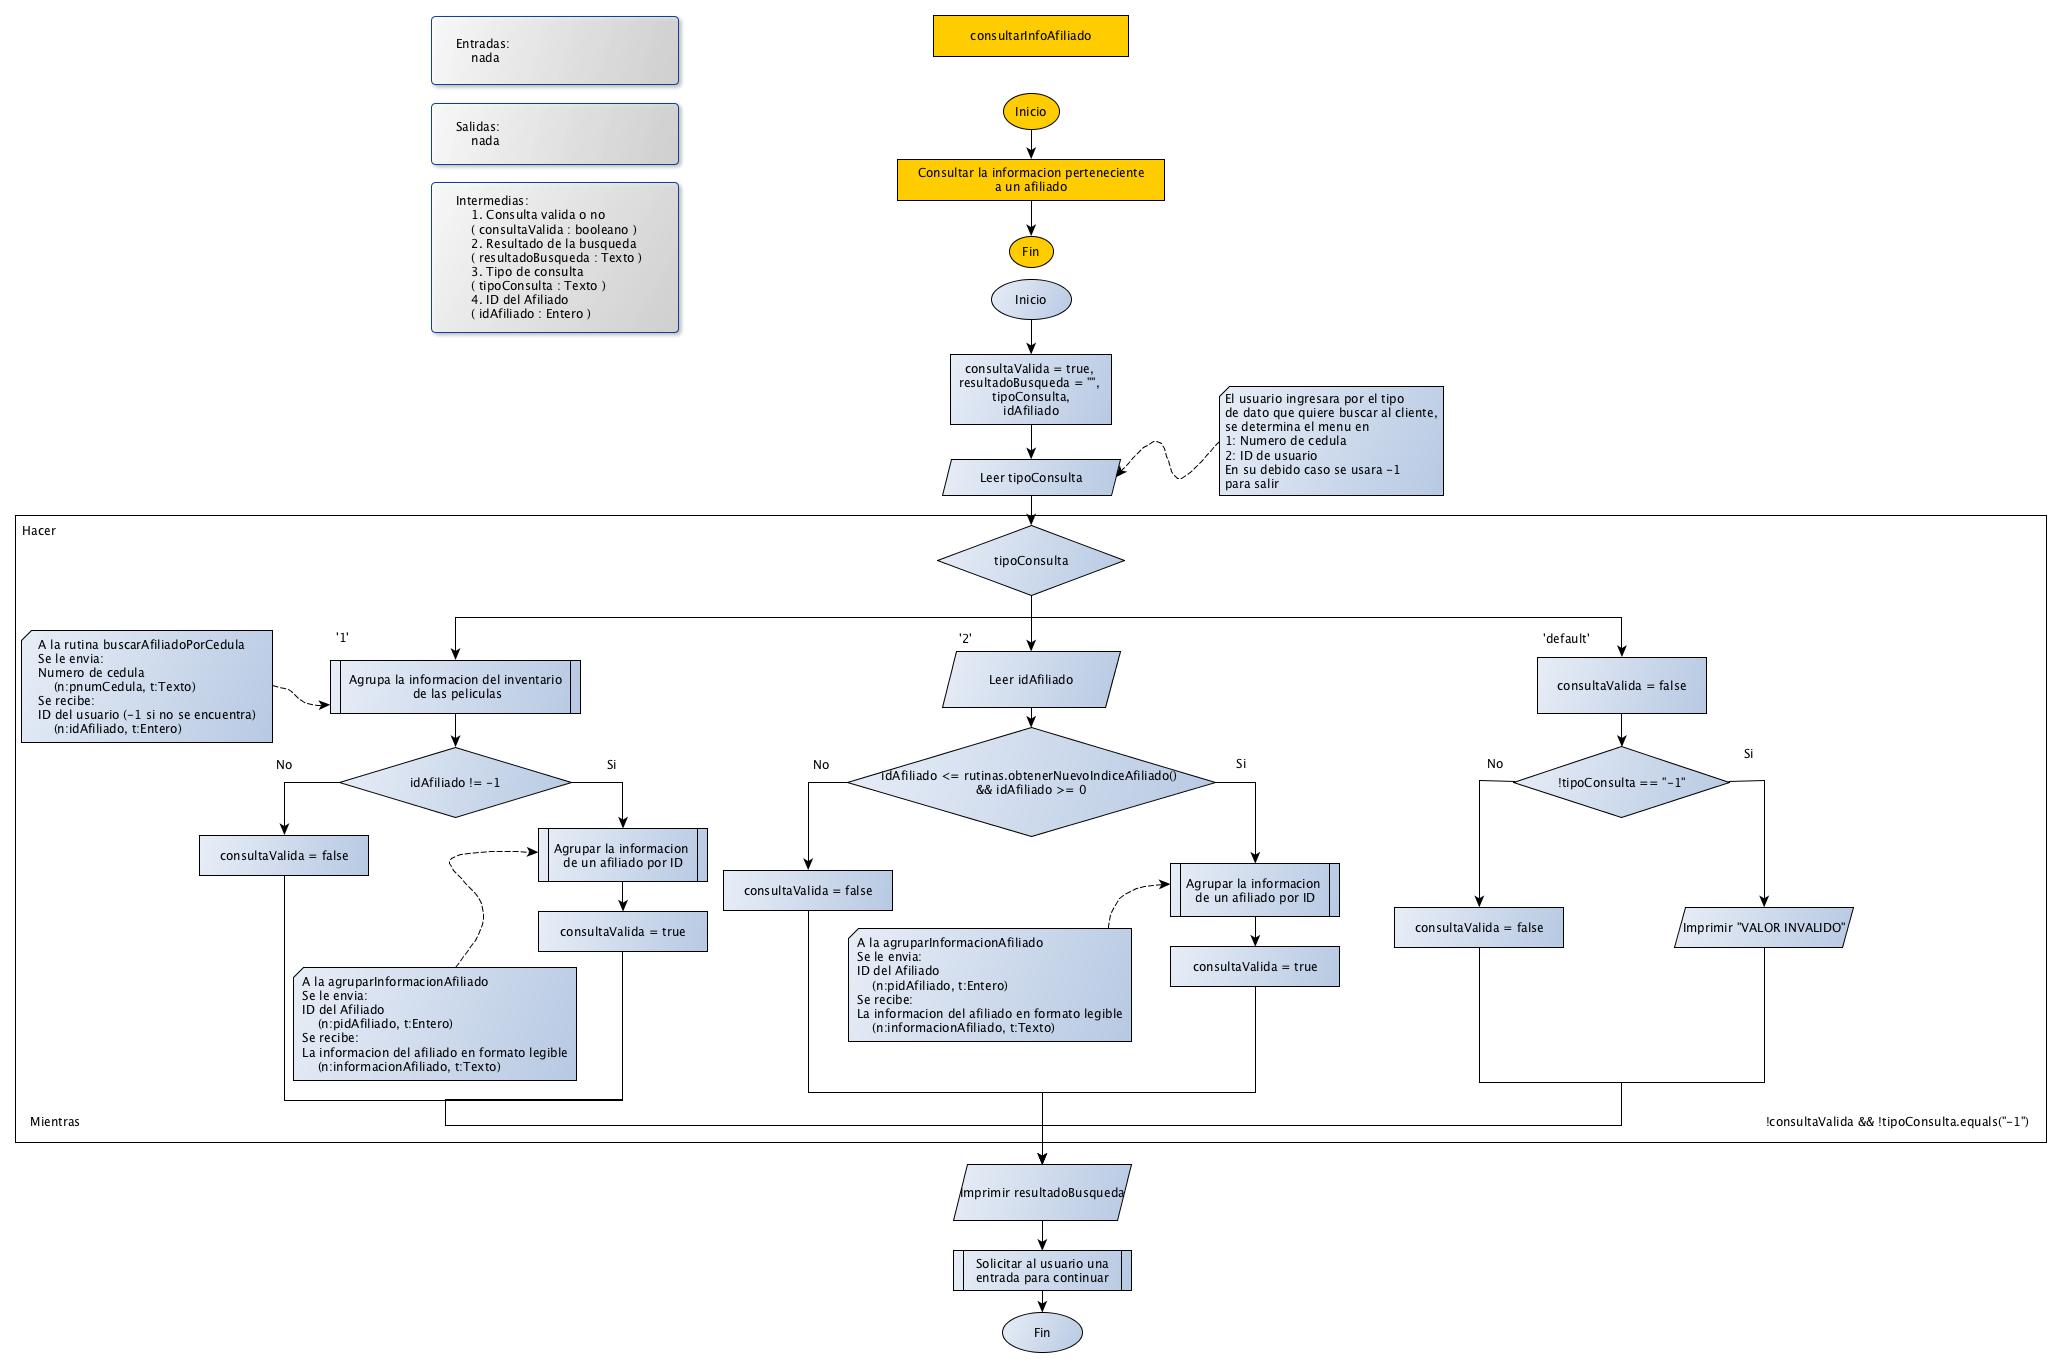 Entradas:
nada
Salidas:
nada
Intermedias:
1. Consulta valida o no
( consultaValida : booleano )
2. Resultado de la busqueda
( resultadoBusqueda : Texto )
3. Tipo de consulta
( tipoConsulta : Texto )
4. ID del Afiliado
( idAfiliado : Entero )
consultarInfoAfiliado
Inicio
Consultar la informacion perteneciente
a un afiliado
Fin
Inicio
consultaValida = true,
resultadoBusqueda = "",
tipoConsulta,
idAfiliado
Leer tipoConsulta
El usuario ingresara por el tipo
de dato que quiere buscar al cliente,
se determina el menu en
1: Numero de cedula
2: ID de usuario
En su debido caso se usara -1
para salir
Hacer
tipoConsulta
'1'
'2'
'default'
A la rutina buscarAfiliadoPorCedula
Se le envia:
Numero de cedula
(n:pnumCedula, t:Texto)
Se recibe:
ID del usuario (-1 si no se encuentra)
(n:idAfiliado, t:Entero)
Agrupa la informacion del inventario
de las peliculas
idAfiliado != -1
No
Si
consultaValida = false
Agrupar la informacion
de un afiliado por ID
consultaValida = true
A la agruparInformacionAfiliado
Se le envia:
ID del Afiliado
(n:pidAfiliado, t:Entero)
Se recibe:
La informacion del afiliado en formato legible
(n:informacionAfiliado, t:Texto)
Leer idAfiliado
idAfiliado <= rutinas.obtenerNuevoIndiceAfiliado()
&& idAfiliado >= 0
No
Si
consultaValida = false
Agrupar la informacion
de un afiliado por ID
consultaValida = true
A la agruparInformacionAfiliado
Se le envia:
ID del Afiliado
(n:pidAfiliado, t:Entero)
Se recibe:
La informacion del afiliado en formato legible
(n:informacionAfiliado, t:Texto)
consultaValida = false
!tipoConsulta == "-1"
No
Si
consultaValida = false
Imprimir "VALOR INVALIDO"
Mientras
!consultaValida && !tipoConsulta.equals("-1")
Imprimir resultadoBusqueda
Solicitar al usuario una
entrada para continuar
Fin